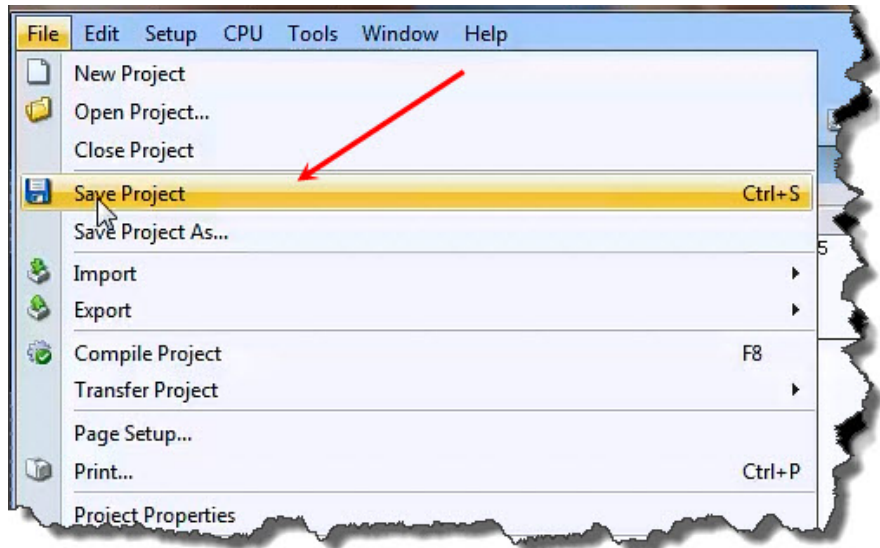 File Edit Setup CPU Tools Window Help
New Project
Open Project...
Close Project
Save Project Ctrl+S
Save Project As...
5
Import
Export
Compile Project F8
Transfer Project
Page Setup...
Print... Ctrl+P
Project Properties